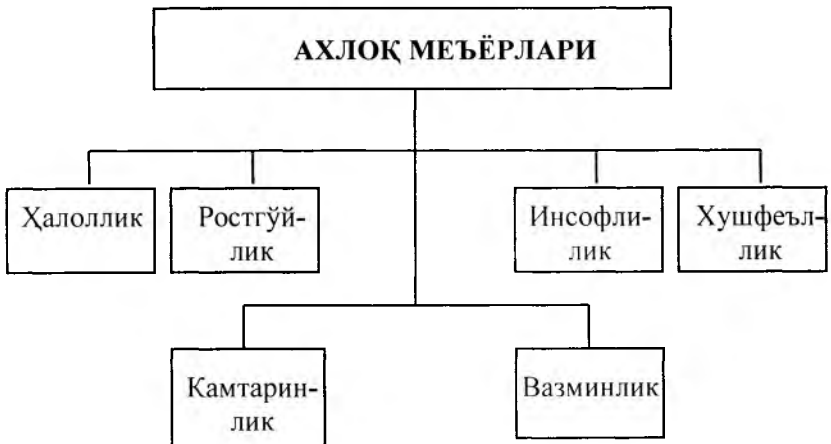 АХЛОҚ МЕЪЁРЛАРИ
Ҳалоллик
Ростгўй-
лик
Инсофли-
лик
Хушфеъл-
лик
Камтарин-
лик
Вазминлик